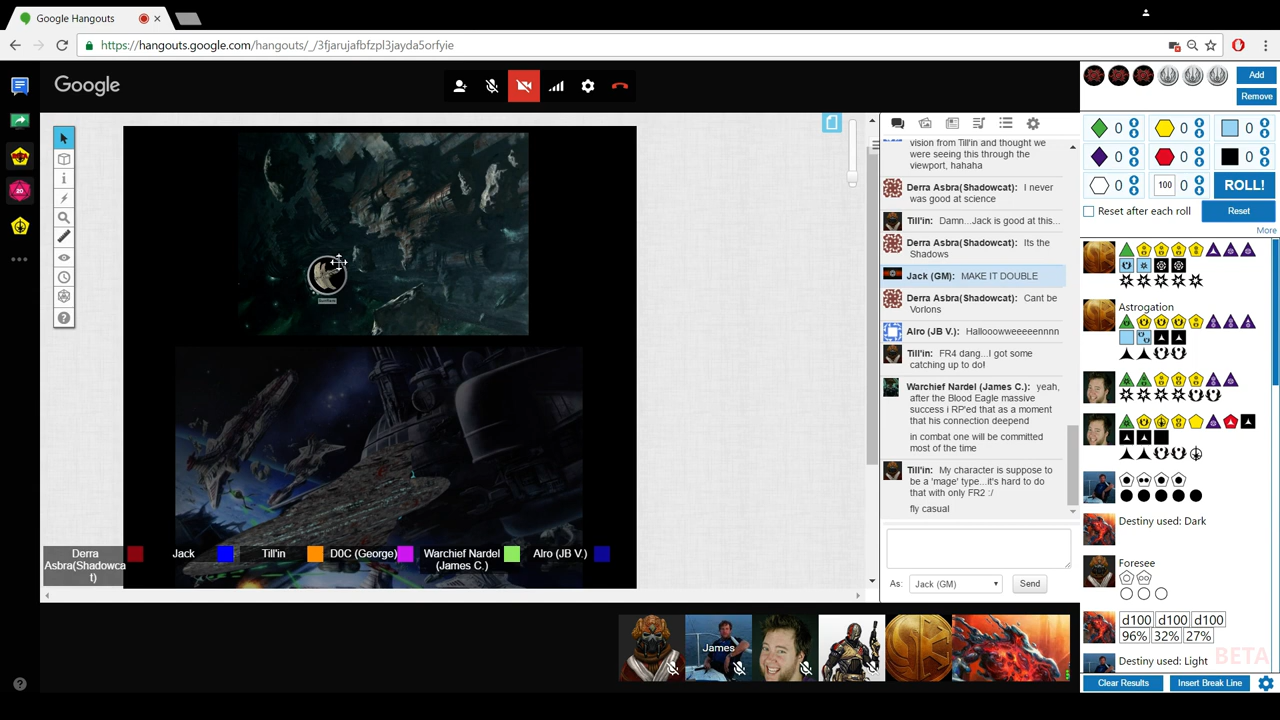 Google Hangouts
https://hangouts.google.com/hangouts/_/3fjarujafbfzpl3jayda5orfyie
Google
Add
Remove
0 0 0
0 0 0
0 100 0 ROLL!
Reset after each roll Reset
More
vision from Till'in and thought we
were seeing this through the
viewport, hahaha
Derra Asbra(Shadowcat): I never
was good at science
Till'in: Damn...Jack is good at this...
Derra Asbra(Shadowcat): Its the
Shadows
Jack (GM): MAKE IT DOUBLE
Derra Asbra(Shadowcat): Cant be
Vorlons
Alro (JB V.): Hallooowweeeeennnn
Till'in: FR4 dang...I got some
catching up to do!
Warchief Nardel (James C.): yeah,
after the Blood Eagle massive
success i RP'ed that as a moment
that his connection deepend
in combat one will be committed
most of the time
Till'in: My character is suppose to
be a 'mage' type...it's hard to do
that with only FR2 :/
fly casual
As: Jack (GM) Send
Astrogation
Destiny used: Dark
Foresee
d100 d100 d100
96% 32% 27%
Destiny used: Light
BETA
Clear Results Insert Break Line
20
Derra
Asbra(Shadowca
t)
Jack
Till'in
D0C (George)
Warchief Nardel
(James C.)
Alro (JB V.)
James